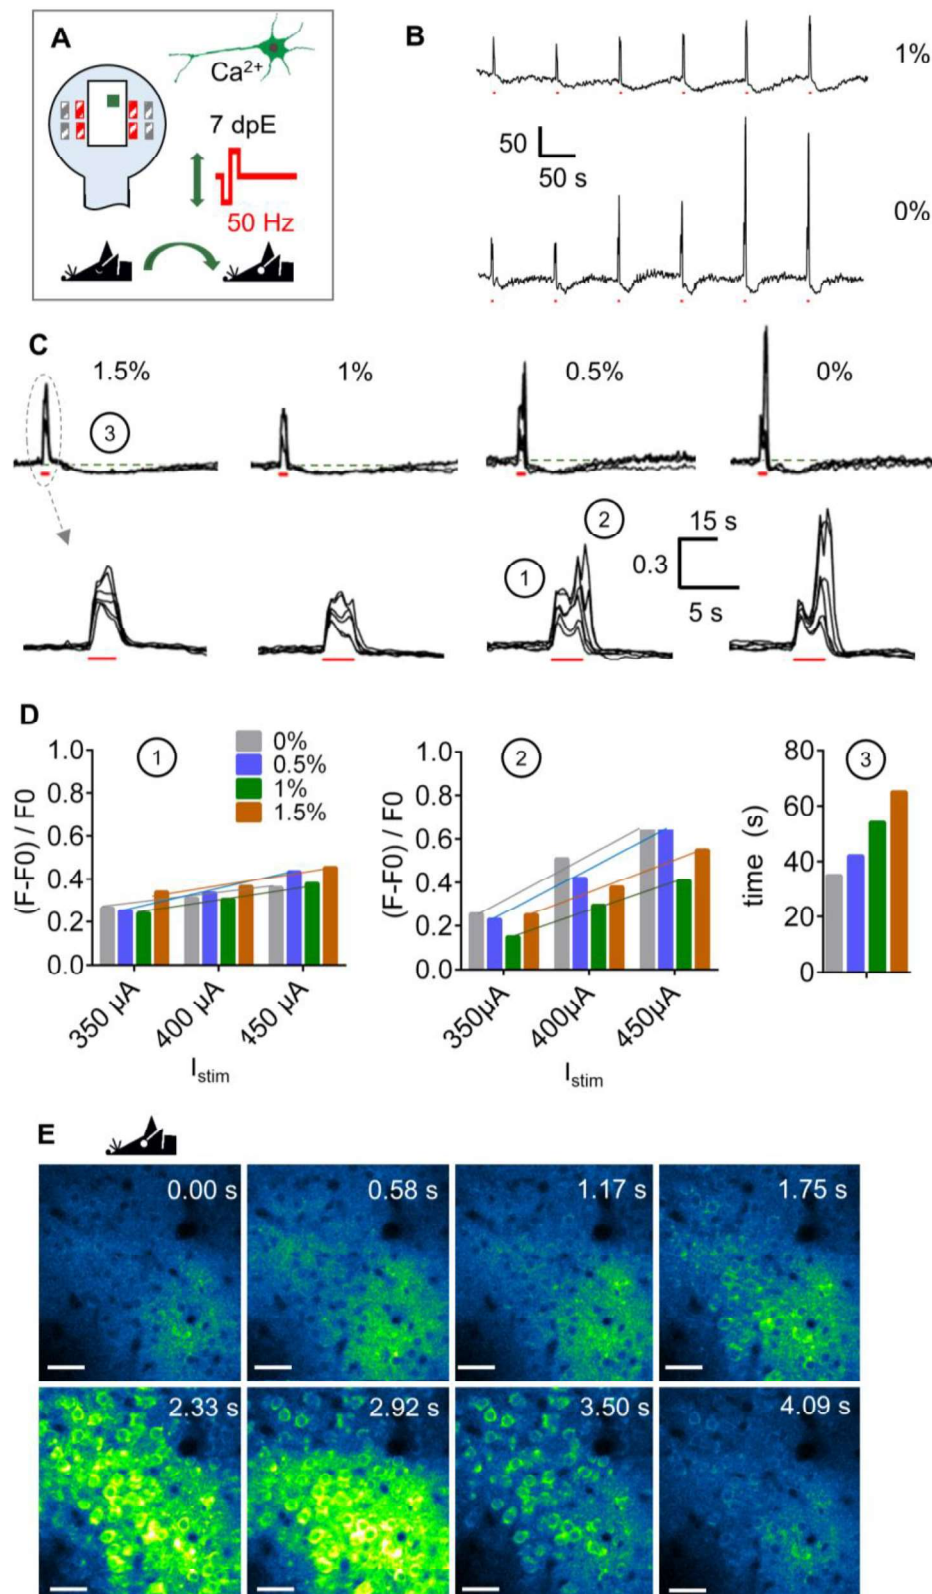 A
Ca2+
7 dpE
50 Hz
B
1%
50
50 s
0%
C
1.5%
1%
0.5%
0%
3
2
1
15 s
0.3
5 s
D
1
0%
0.5%
1%
1.5%
(F-F0) / F0
1.0
0.8
0.6
0.4
0.2
0.0
350 µA
400 µA
450 µA
Istim
2
(F-F0) / F0
1.0
0.8
0.6
0.4
0.2
0.0
350µA
400µA
450µA
Istim
3
time (s)
80
60
40
20
0
E
0.00 s
0.58 s
1.17 s
1.75 s
2.33 s
2.92 s
3.50 s
4.09 s